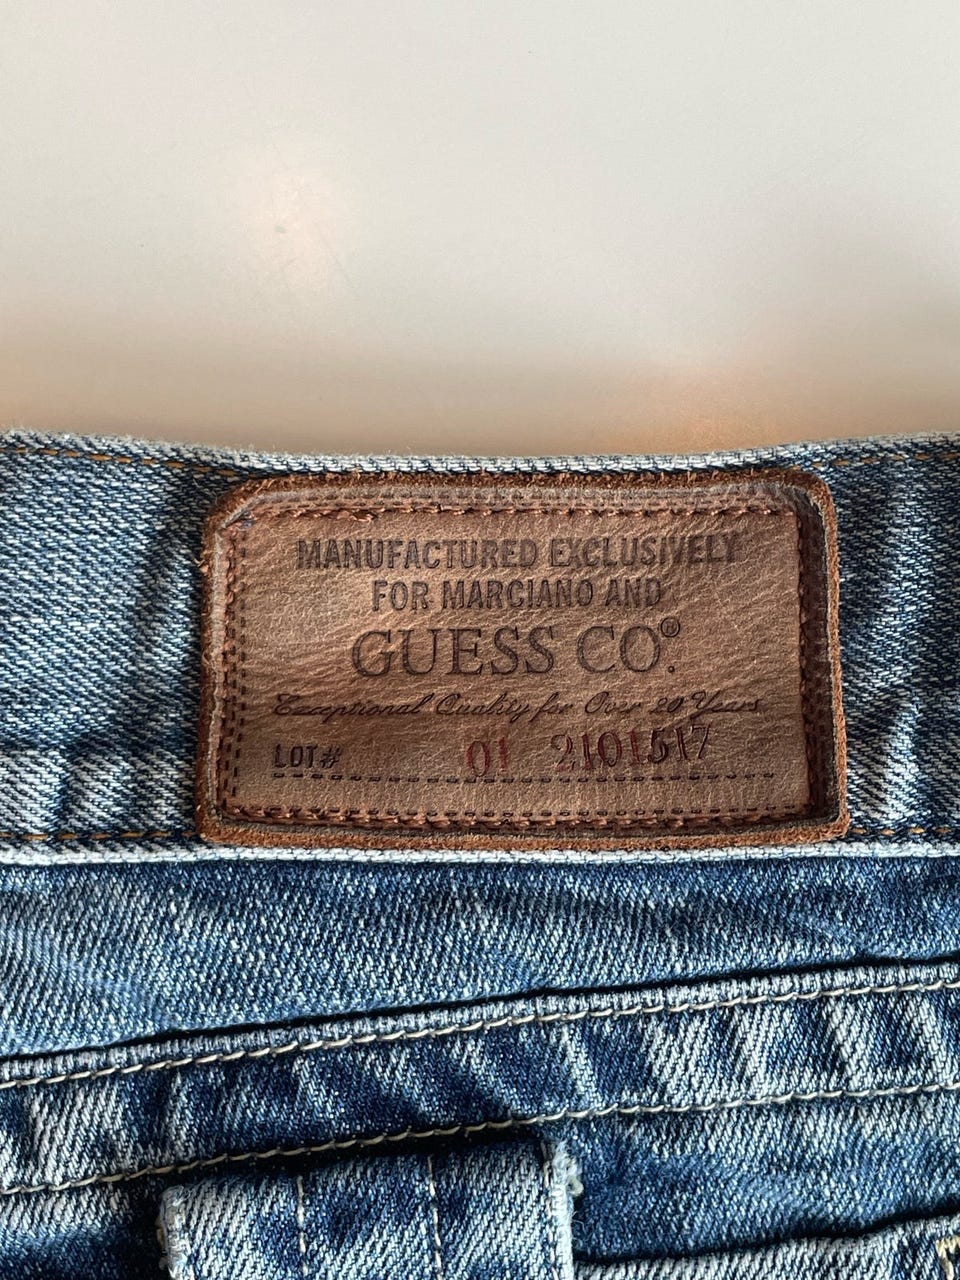 MANUFACTURED EXCLUSIVELY
FOR MARCIANO AND
GUESS CO®.
Exceptional Quality for Over 20 Years
LOT# 01 2101517